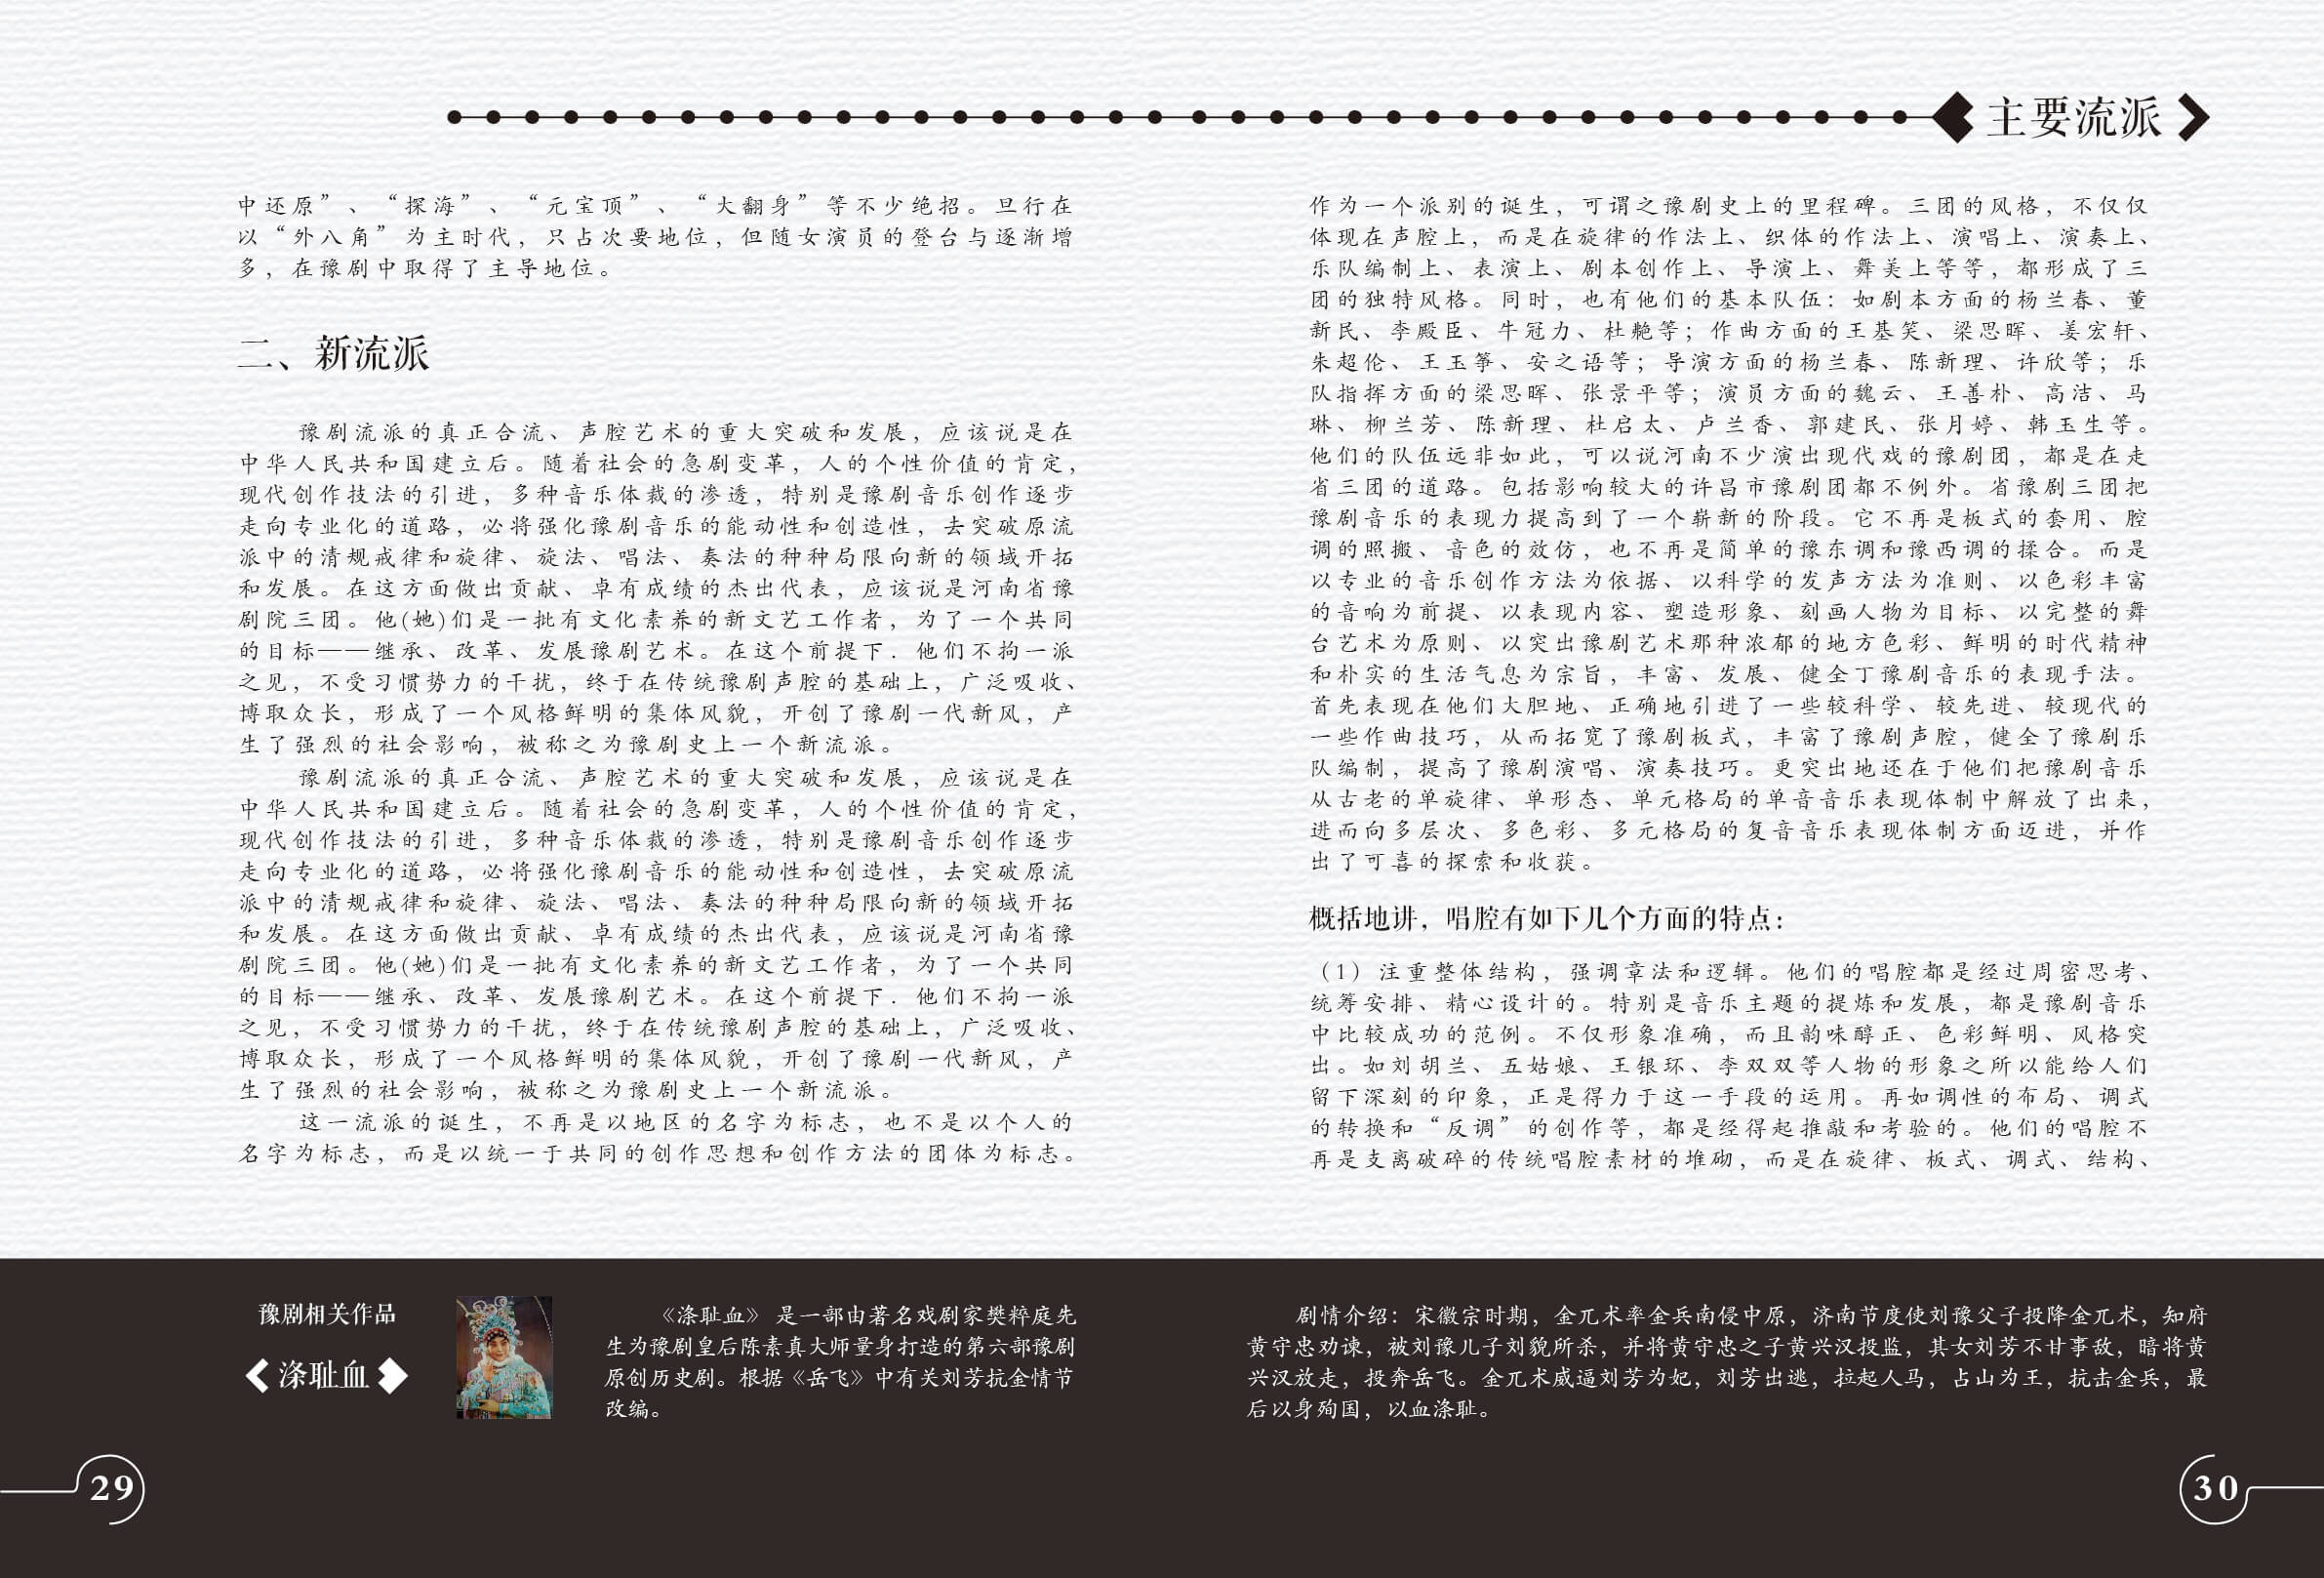 主要流派
中还原”、“探海”、“元宝顶”、“大翻身”等不少绝招。旦行在
以“外八角”为主时代，只占次要地位，但随女演员的登台与逐渐增
多，在豫剧中取得了主导地位。
二、新流派
豫剧流派的真正合流、声腔艺术的重大突破和发展，应该说是在
中华人民共和国建立后。随着社会的急剧变革，人的个性价值的肯定，
现代创作技法的引进，多种音乐体裁的渗透，特别是豫剧音乐创作逐步
走向专业化的道路，必将强化豫剧音乐的能动性和创造性，去突破原流
派中的清规戒律和旋律、旋法、唱法、奏法的种种局限向新的领域开拓
和发展。在这方面做出贡献、卓有成绩的杰出代表，应该说是河南省豫
剧院三团。他(她)们是一批有文化素养的新文艺工作者，为了一个共同
的目标——继承、改革、发展豫剧艺术。在这个前提下．他们不拘一派
之见，不受习惯势力的干扰，终于在传统豫剧声腔的基础上，广泛吸收、
博取众长，形成了一个风格鲜明的集体风貌，开创了豫剧一代新风，产
生了强烈的社会影响，被称之为豫剧史上一个新流派。
豫剧流派的真正合流、声腔艺术的重大突破和发展，应该说是在
中华人民共和国建立后。随着社会的急剧变革，人的个性价值的肯定，
现代创作技法的引进，多种音乐体裁的渗透，特别是豫剧音乐创作逐步
走向专业化的道路，必将强化豫剧音乐的能动性和创造性，去突破原流
派中的清规戒律和旋律、旋法、唱法、奏法的种种局限向新的领域开拓
和发展。在这方面做出贡献、卓有成绩的杰出代表，应该说是河南省豫
剧院三团。他(她)们是一批有文化素养的新文艺工作者，为了一个共同
的目标——继承、改革、发展豫剧艺术。在这个前提下．他们不拘一派
之见，不受习惯势力的干扰，终于在传统豫剧声腔的基础上，广泛吸收、
博取众长，形成了一个风格鲜明的集体风貌，开创了豫剧一代新风，产
生了强烈的社会影响，被称之为豫剧史上一个新流派。
这一流派的诞生，不再是以地区的名字为标志，也不是以个人的
名字为标志，而是以统一于共同的创作思想和创作方法的团体为标志。
作为一个派别的诞生，可谓之豫剧史上的里程碑。三团的风格，不仅仅
体现在声腔上，而是在旋律的作法上、织体的作法上、演唱上、演奏上、
乐队编制上、表演上、剧本创作上、导演上、舞美上等等，都形成了三
团的独特风格。同时，也有他们的基本队伍：如剧本方面的杨兰春、董
新民、李殿臣、牛冠力、杜艳等；作曲方面的王基笑、梁思晖、姜宏轩、
朱超伦、王玉筝、安之语等；导演方面的杨兰春、陈新理、许欣等；乐
队指挥方面的梁思晖、张景平等；演员方面的魏云、王善朴、高洁、马
琳、柳兰芳、陈新理、杜启太、卢兰香、郭建民、张月婷、韩玉生等。
他们的队伍远非如此，可以说河南不少演出现代戏的豫剧团，都是在走
省三团的道路。包括影响较大的许昌市豫剧团都不例外。省豫剧三团把
豫剧音乐的表现力提高到了一个崭新的阶段。它不再是板式的套用、腔
调的照搬、音色的效仿，也不再是简单的豫东调和豫西调的揉合。而是
以专业的音乐创作方法为依据、以科学的发声方法为准则、以色彩丰富
的音响为前提、以表现内容、塑造形象、刻画人物为目标、以完整的舞
台艺术为原则、以突出豫剧艺术那种浓郁的地方色彩、鲜明的时代精神
和朴实的生活气息为宗旨，丰富、发展、健全丁豫剧音乐的表现手法。
首先表现在他们大胆地、正确地引进了一些较科学、较先进、较现代的
一些作曲技巧，从而拓宽了豫剧板式，丰富了豫剧声腔，健全了豫剧乐
队编制，提高了豫剧演唱、演奏技巧。更突出地还在于他们把豫剧音乐
从古老的单旋律、单形态、单元格局的单音音乐表现体制中解放了出来，
进而向多层次、多色彩、多元格局的复音音乐表现体制方面迈进，并作
出了可喜的探索和收获。
概括地讲，唱腔有如下几个方面的特点：
（1）注重整体结构，强调章法和逻辑。他们的唱腔都是经过周密思考、
统筹安排、精心设计的。特别是音乐主题的提炼和发展，都是豫剧音乐
中比较成功的范例。不仅形象准确，而且韵味醇正、色彩鲜明、风格突
出。如刘胡兰、五姑娘、王银环、李双双等人物的形象之所以能给人们
留下深刻的印象，正是得力于这一手段的运用。再如调性的布局、调式
的转换和“反调”的创作等，都是经得起推敲和考验的。他们的唱腔不
再是支离破碎的传统唱腔素材的堆砌，而是在旋律、板式、调式、结构、
豫剧相关作品
涤耻血
《涤耻血》是一部由著名戏剧家樊粹庭先
生为豫剧皇后陈素真大师量身打造的第六部豫剧
原创历史剧。根据《岳飞》中有关刘芳抗金情节
改编。
剧情介绍：宋徽宗时期，金兀术率金兵南侵中原，济南节度使刘豫父子投降金兀术，知府
黄守忠劝谏，被刘豫儿子刘貌所杀，并将黄守忠之子黄兴汉投监，其女刘芳不甘事敌，暗将黄
兴汉放走，投奔岳飞。金兀术威逼刘芳为妃，刘芳出逃，拉起人马，占山为王，抗击金兵，最
后以身殉国，以血涤耻。
29
30